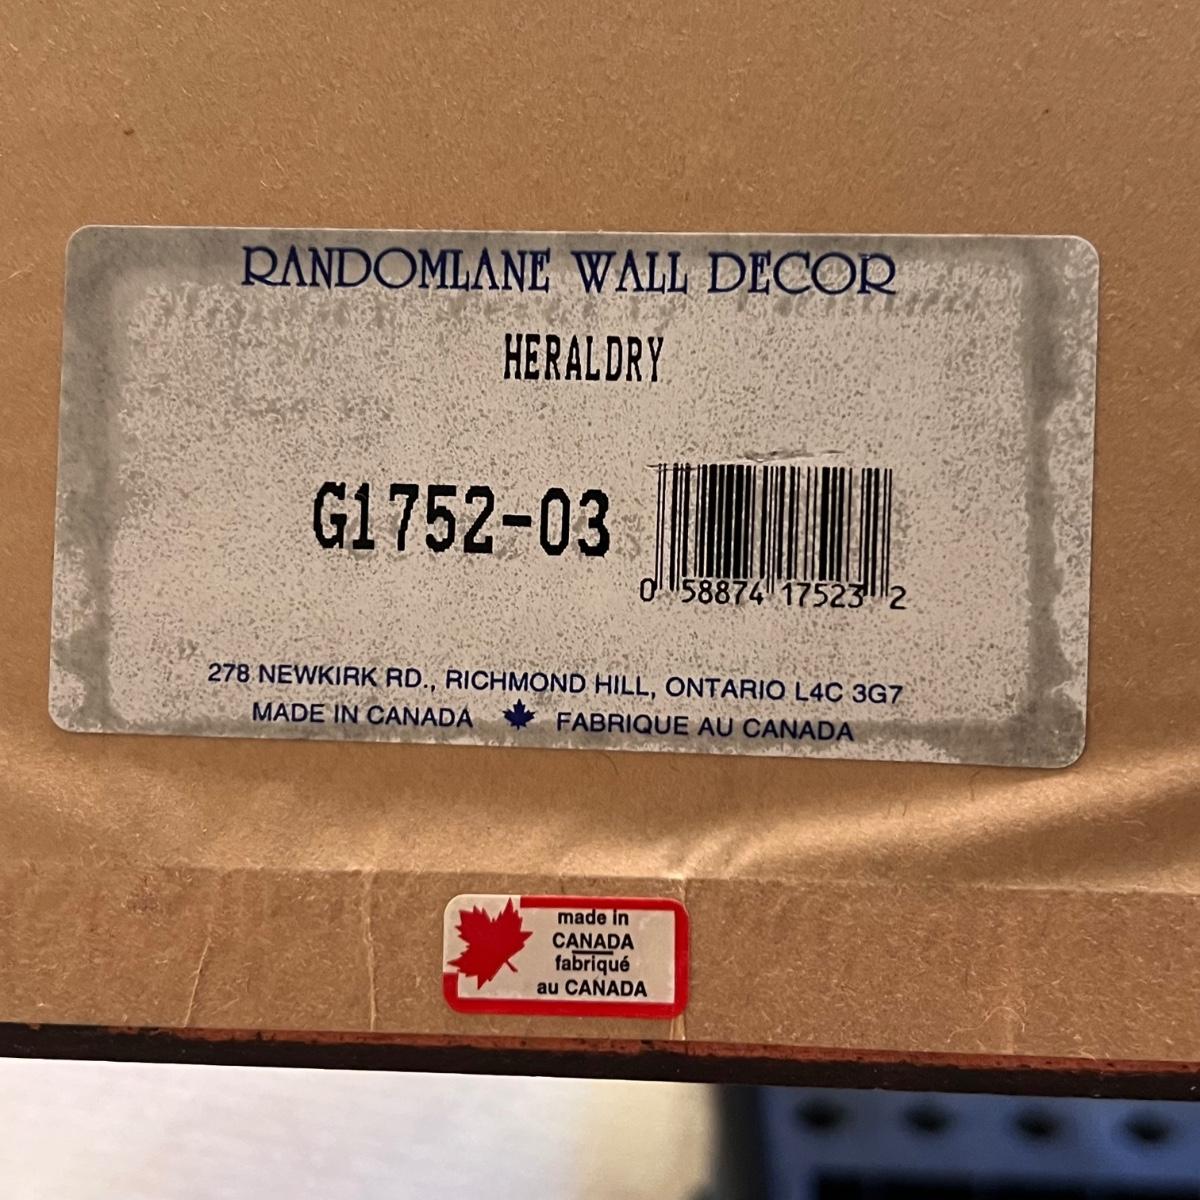 RANDOMLANE WALL DECOR
HERALDRY
G1752-03
0 58874 17523 2
278 NEWKIRK RD., RICHMOND HILL, ONTARIO L4C 3G7
MADE IN CANADA FABRIQUE AU CANADA
made in
CANADA
fabriqué
au CANADA